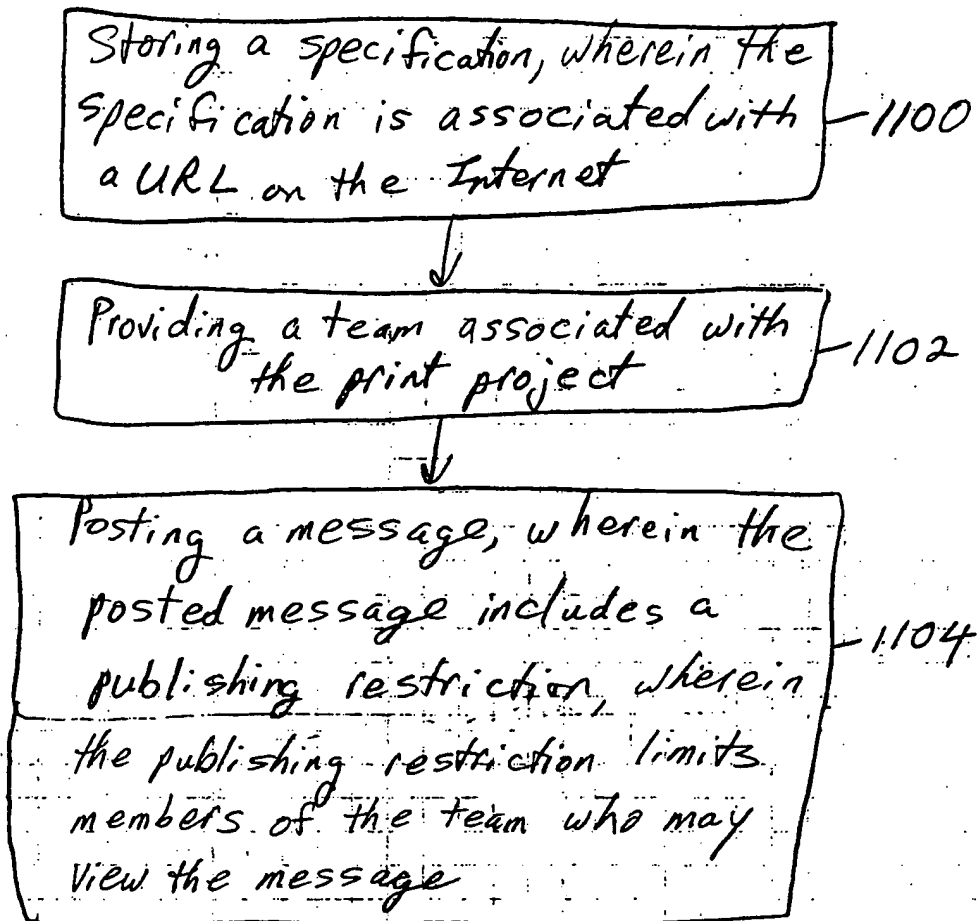 Storing a specification, wherein the
specification is associated with
a URL on the Internet
1100
Providing a team associated with
the print project
1102
Posting a message, wherein the
posted message includes a
publishing restriction, wherein
the publishing restriction limits
members of the team who may
view the message
1104